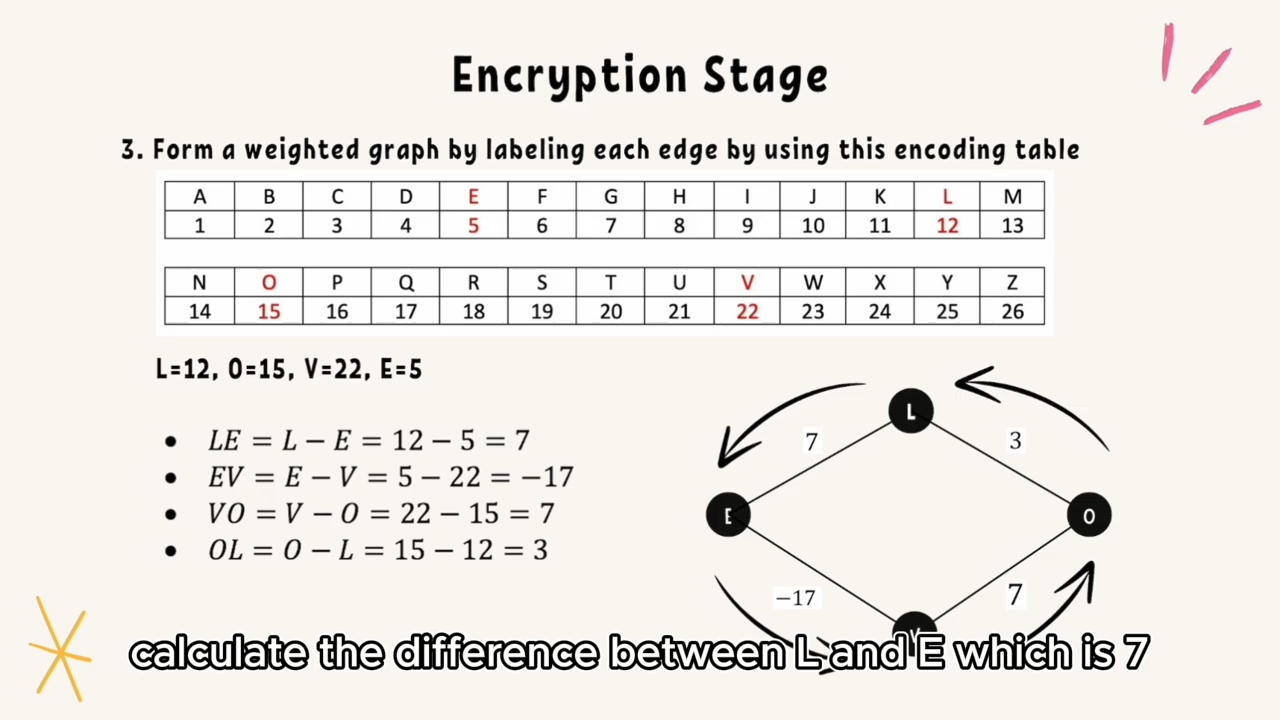 Encryption Stage
3. Form a weighted graph by labeling each edge by using this encoding table
A B C D E F G H I J K L M
1 2 3 4 5 6 7 8 9 10 11 12 13
N O P Q R S T U V W X Y Z
14 15 16 17 18 19 20 21 22 23 24 25 26
L=12, O=15, V=22, E=5
• LE = L − E = 12 − 5 = 7
• EV = E − V = 5 − 22 = −17
• VO = V − O = 22 − 15 = 7
• OL = O − L = 15 − 12 = 3
L
7 3
E O
−17 7
calculate the difference between L and E which is 7